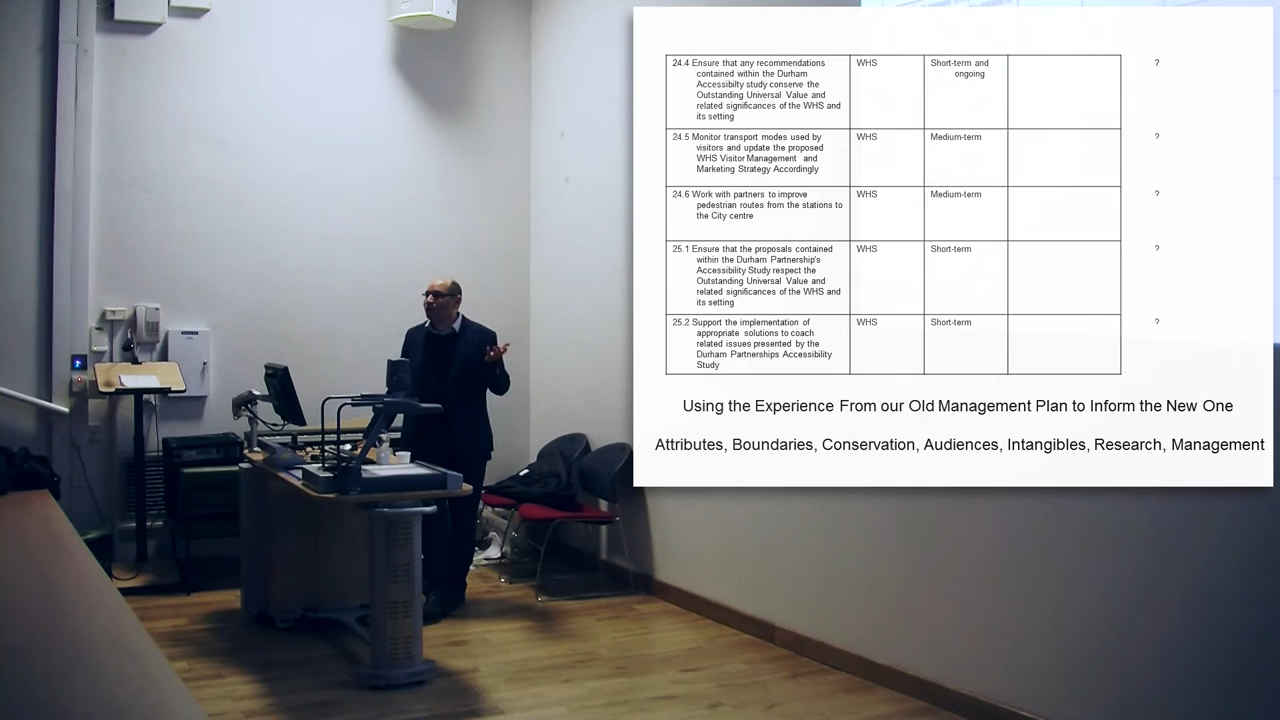 24.4 Ensure that any recommendations
contained within the Durham
Accessibilty study conserve the
Outstanding Universal Value and
related significances of the WHS and
its setting
WHS
Short-term and
ongoing
?
24.5 Monitor transport modes used by
visitors and update the proposed
WHS Visitor Management and
Marketing Strategy Accordingly
WHS
Medium-term
?
24.6 Work with partners to improve
pedestrian routes from the stations to
the City centre
WHS
Medium-term
?
25.1 Ensure that the proposals contained
within the Durham Partnership's
Accessibility Study respect the
Outstanding Universal Value and
related significances of the WHS and
its setting
WHS
Short-term
?
25.2 Support the implementation of
appropriate solutions to coach
related issues presented by the
Durham Partnerships Accessibility
Study
WHS
Short-term
?
Using the Experience From our Old Management Plan to Inform the New One
Attributes, Boundaries, Conservation, Audiences, Intangibles, Research, Management